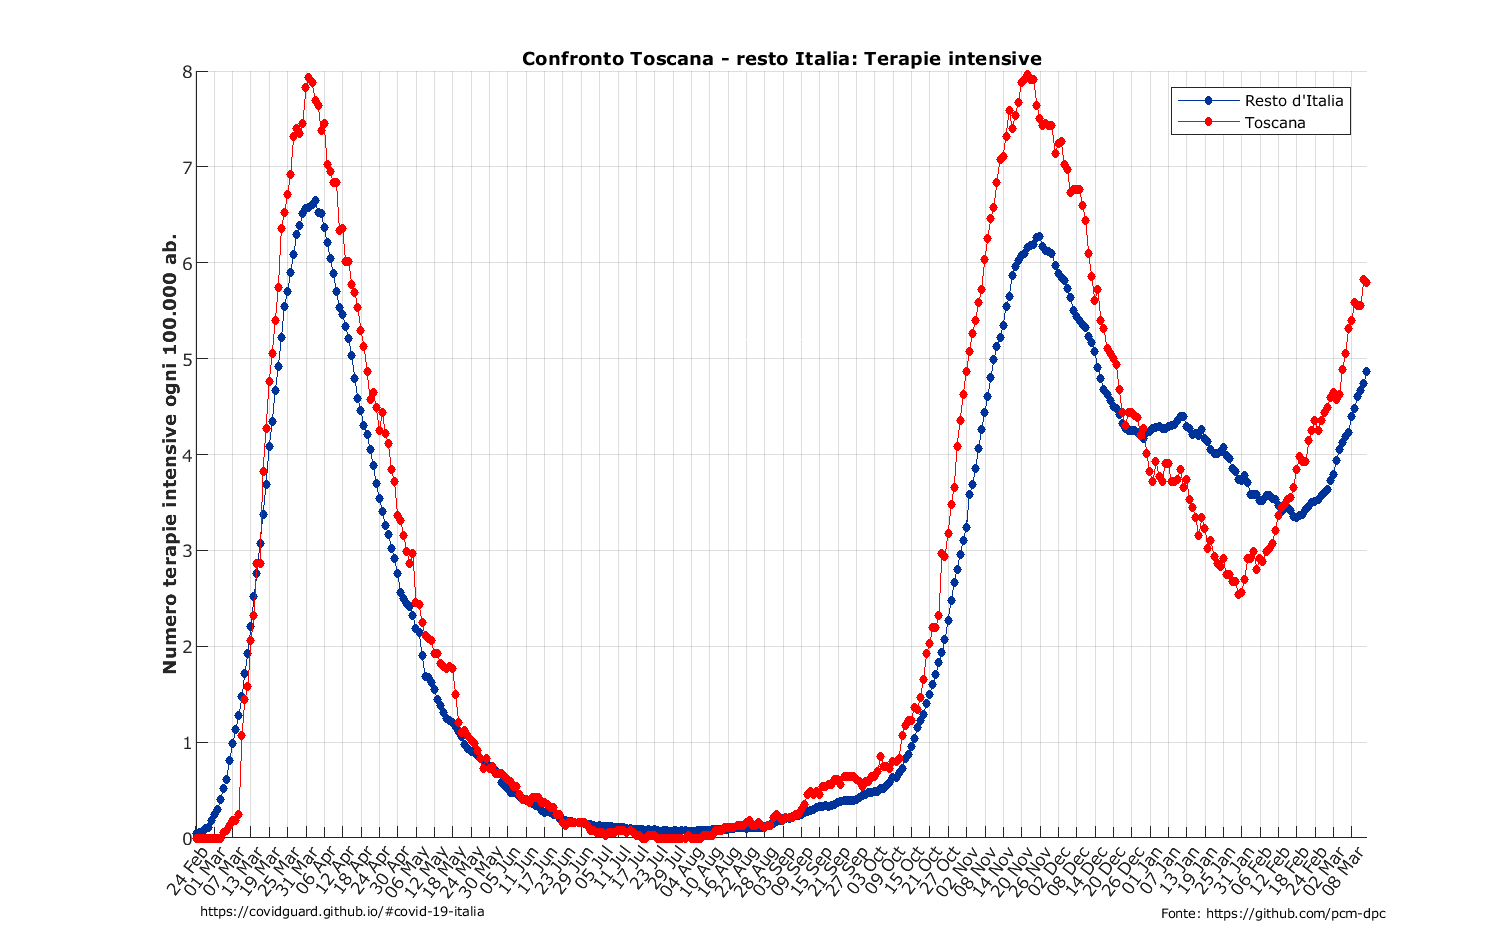 Confronto Toscana - resto Italia: Terapie intensive
Resto d'Italia
Toscana
Numero terapie intensive ogni 100.000 ab.
8
7
6
5
4
3
2
1
0
24 Feb
01 Mar
07 Mar
13 Mar
19 Mar
25 Mar
31 Mar
06 Apr
12 Apr
18 Apr
24 Apr
30 Apr
06 May
12 May
18 May
24 May
30 May
05 Jun
11 Jun
17 Jun
23 Jun
29 Jun
05 Jul
11 Jul
17 Jul
23 Jul
29 Jul
04 Aug
10 Aug
16 Aug
22 Aug
28 Aug
03 Sep
09 Sep
15 Sep
21 Sep
27 Sep
03 Oct
09 Oct
15 Oct
21 Oct
27 Oct
02 Nov
08 Nov
14 Nov
20 Nov
26 Nov
02 Dec
08 Dec
14 Dec
20 Dec
26 Dec
01 Jan
07 Jan
13 Jan
19 Jan
25 Jan
31 Jan
06 Feb
12 Feb
18 Feb
24 Feb
02 Mar
08 Mar
https://covidguard.github.io/#covid-19-italia
Fonte: https://github.com/pcm-dpc